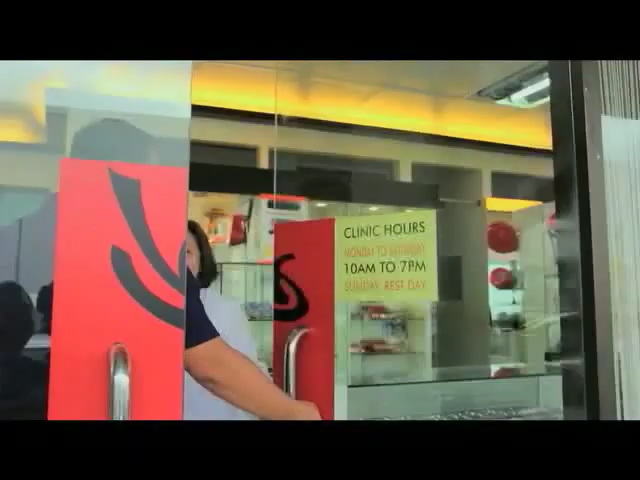 CLINIC HOURS
MONDAY TO SATURDAY
10AM TO 7PM
SUNDAY REST DAY